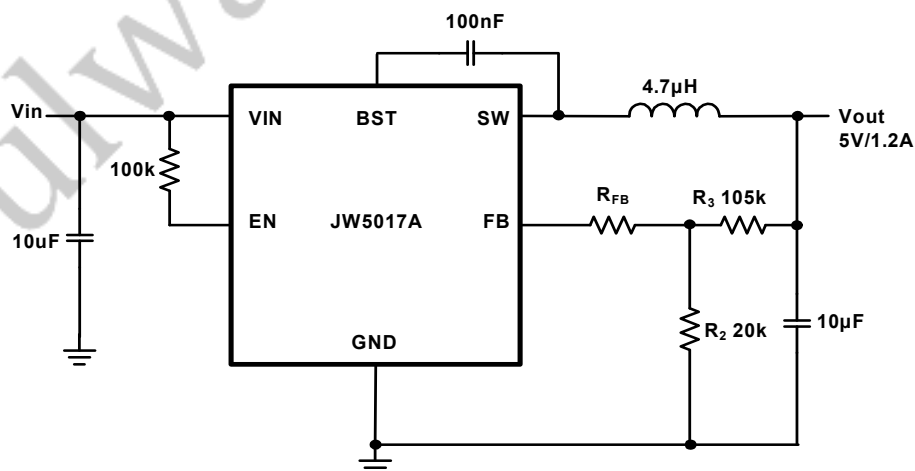 100nF
4.7µH
Vin
VIN
BST
SW
Vout
5V/1.2A
100k
RFB
R3 105k
EN
JW5017A
FB
10uF
R2 20k
10µF
GND